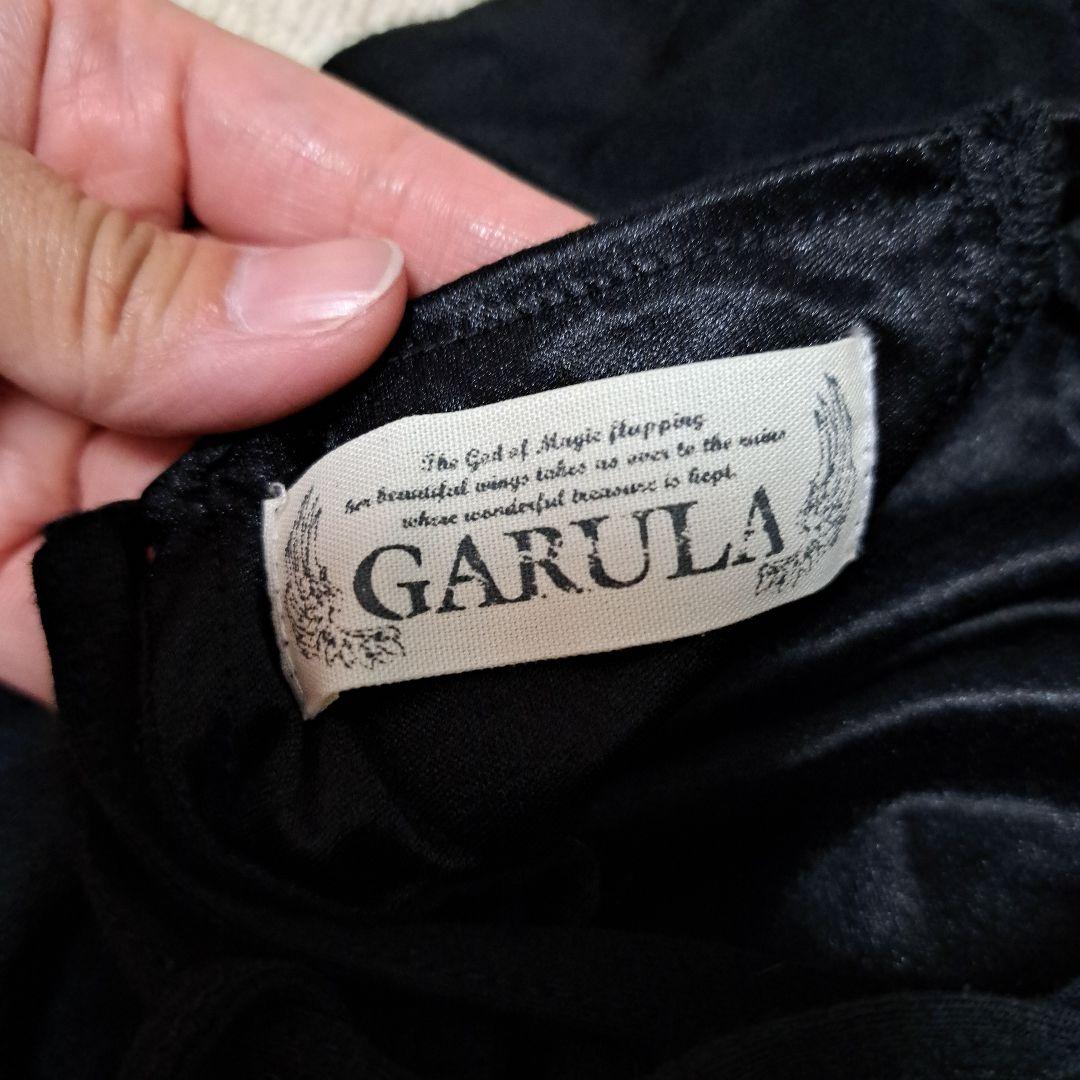 The God of Magic flapping
her beautiful wings takes us over to the ruins
where wonderful treasure is kept
GARULA